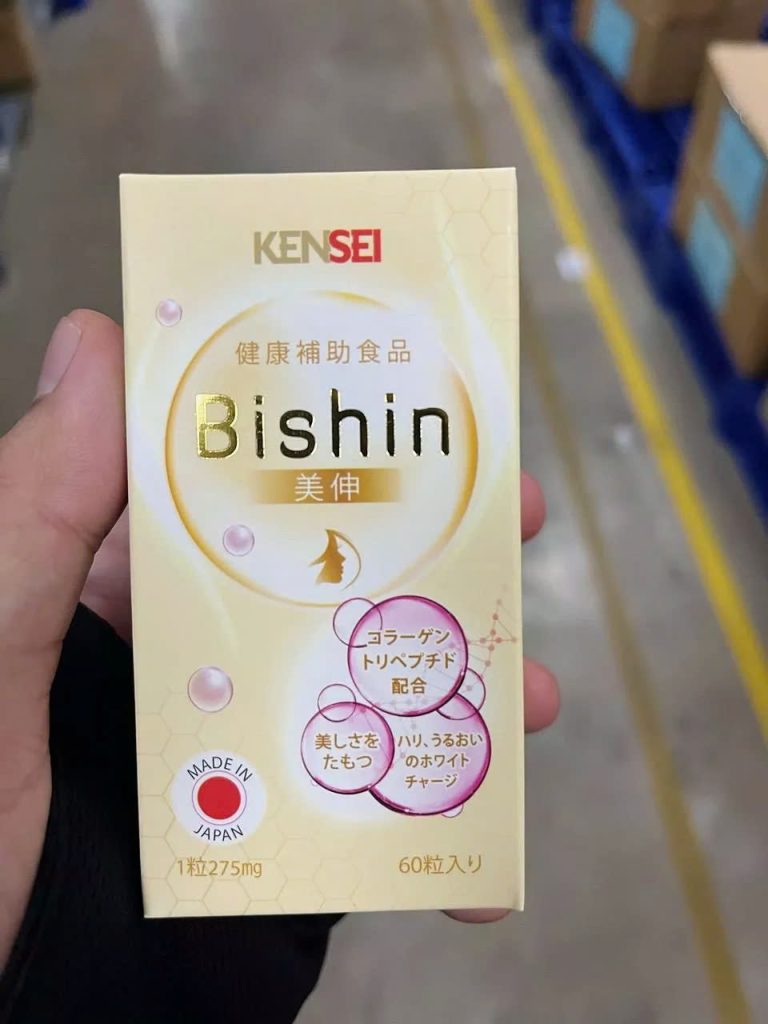 KENSEI
健康補助食品
Bishin
美伸
コラーゲン
トリペプチド
配合
美しさを
たもつ
ハリ、うるおい
のホワイト
チャージ
MADE IN
JAPAN
1粒275mg
60粒入り